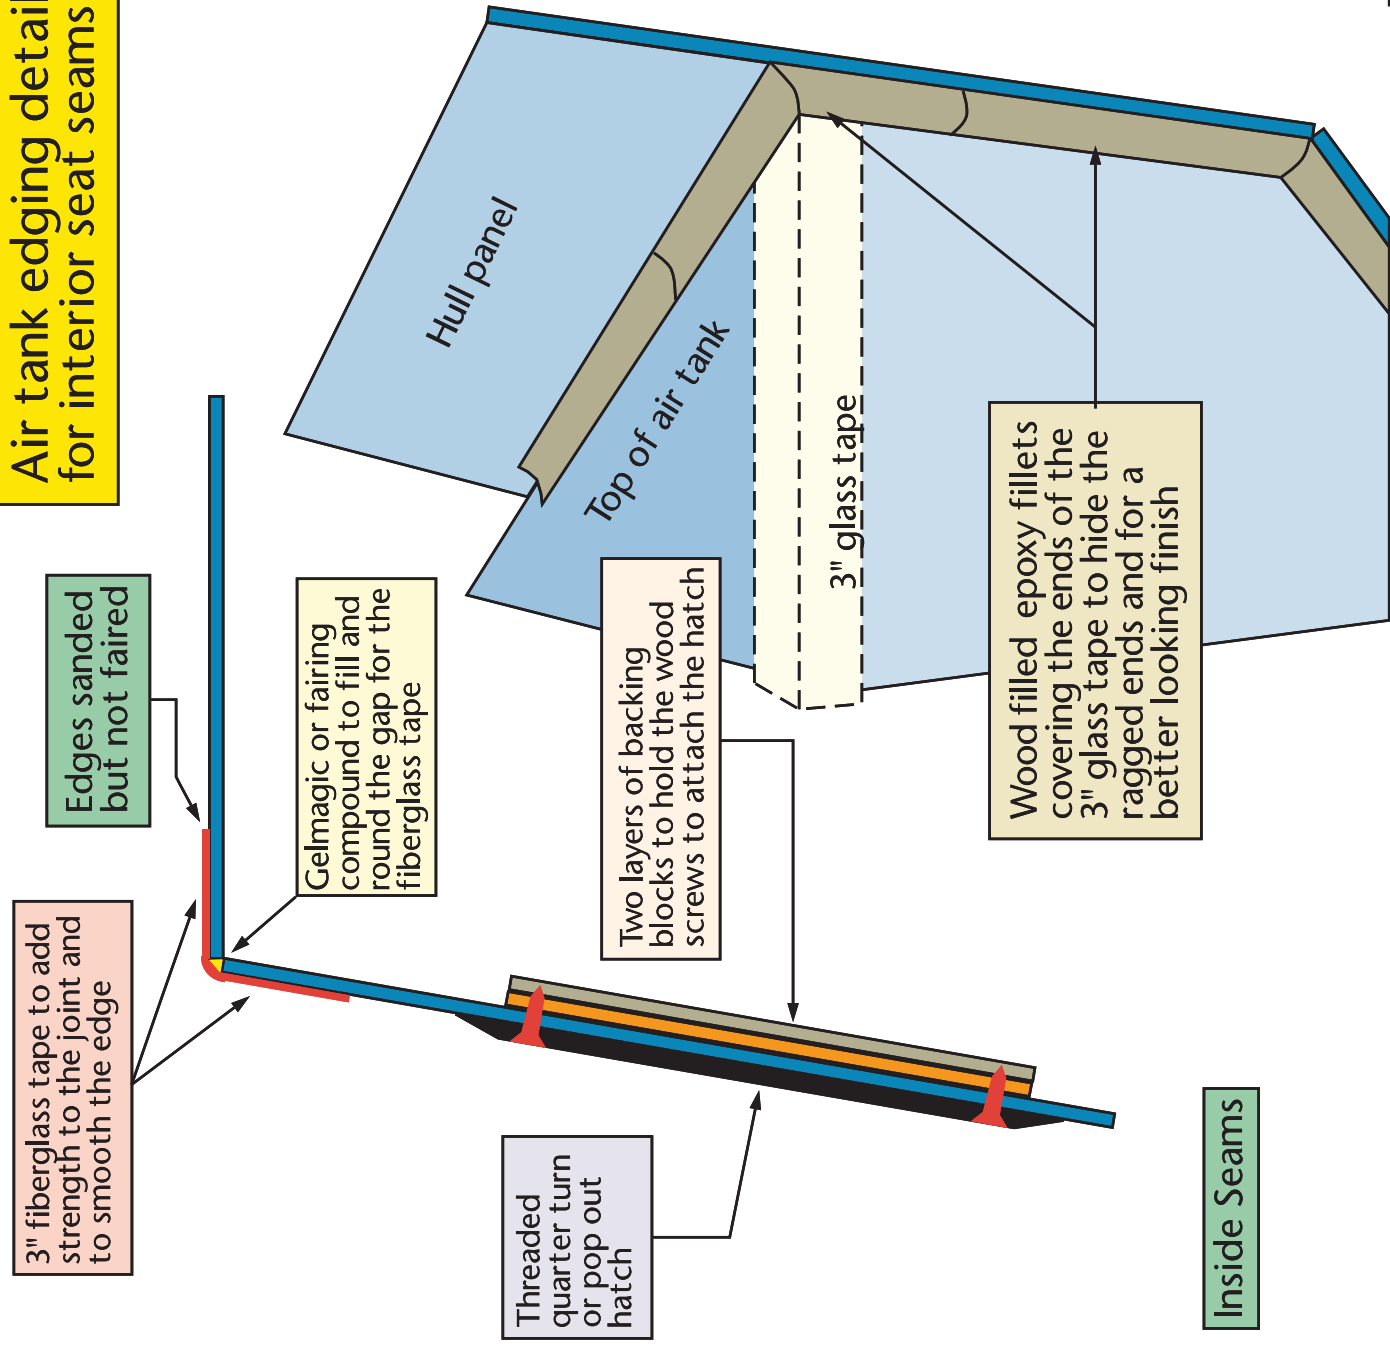 Air tank edging detail
for interior seat seams
3" fiberglass tape to add
strength to the joint and
to smooth the edge
Edges sanded
but not faired
Gelmagic or fairing
compound to fill and
round the gap for the
fiberglass tape
Hull panel
Top of air tank
3" glass tape
Threaded
quarter turn
or pop out
hatch
Two layers of backing
blocks to hold the wood
screws to attach the hatch
Wood filled epoxy fillets
covering the ends of the
3" glass tape to hide the
ragged ends and for a
better looking finish
Inside Seams